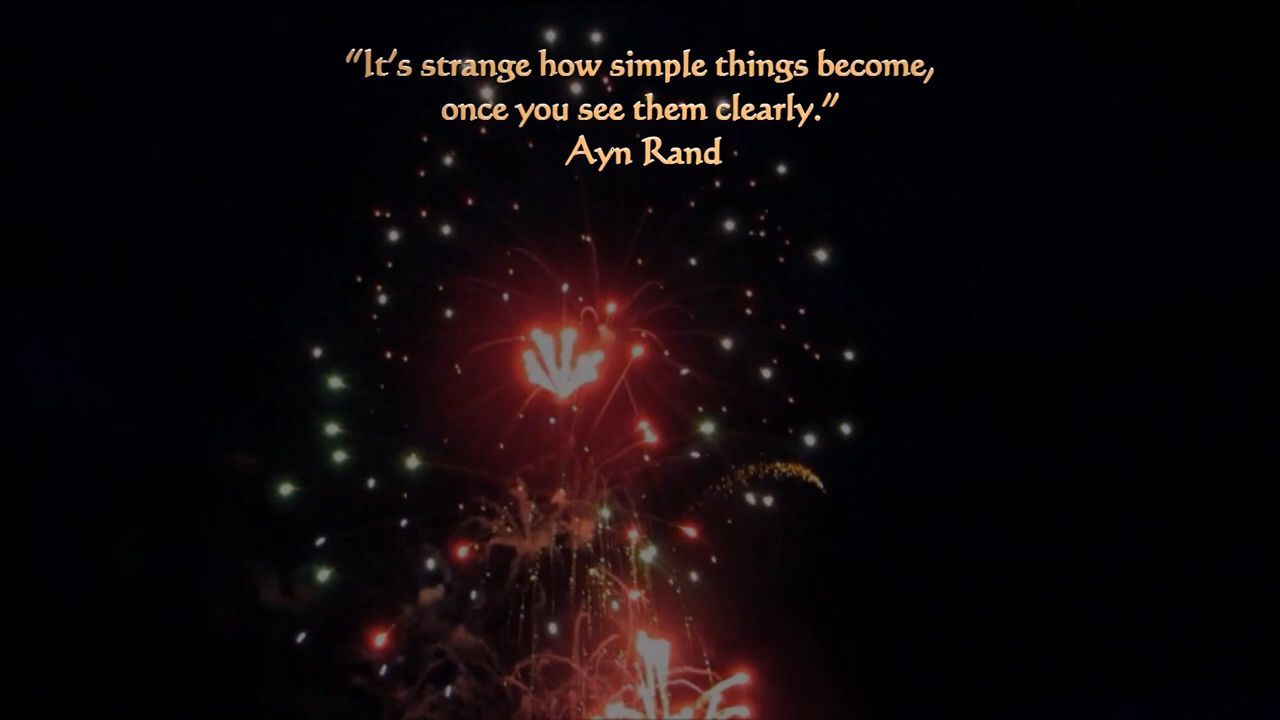 “It’s strange how simple things become,
once you see them clearly.”
Ayn Rand